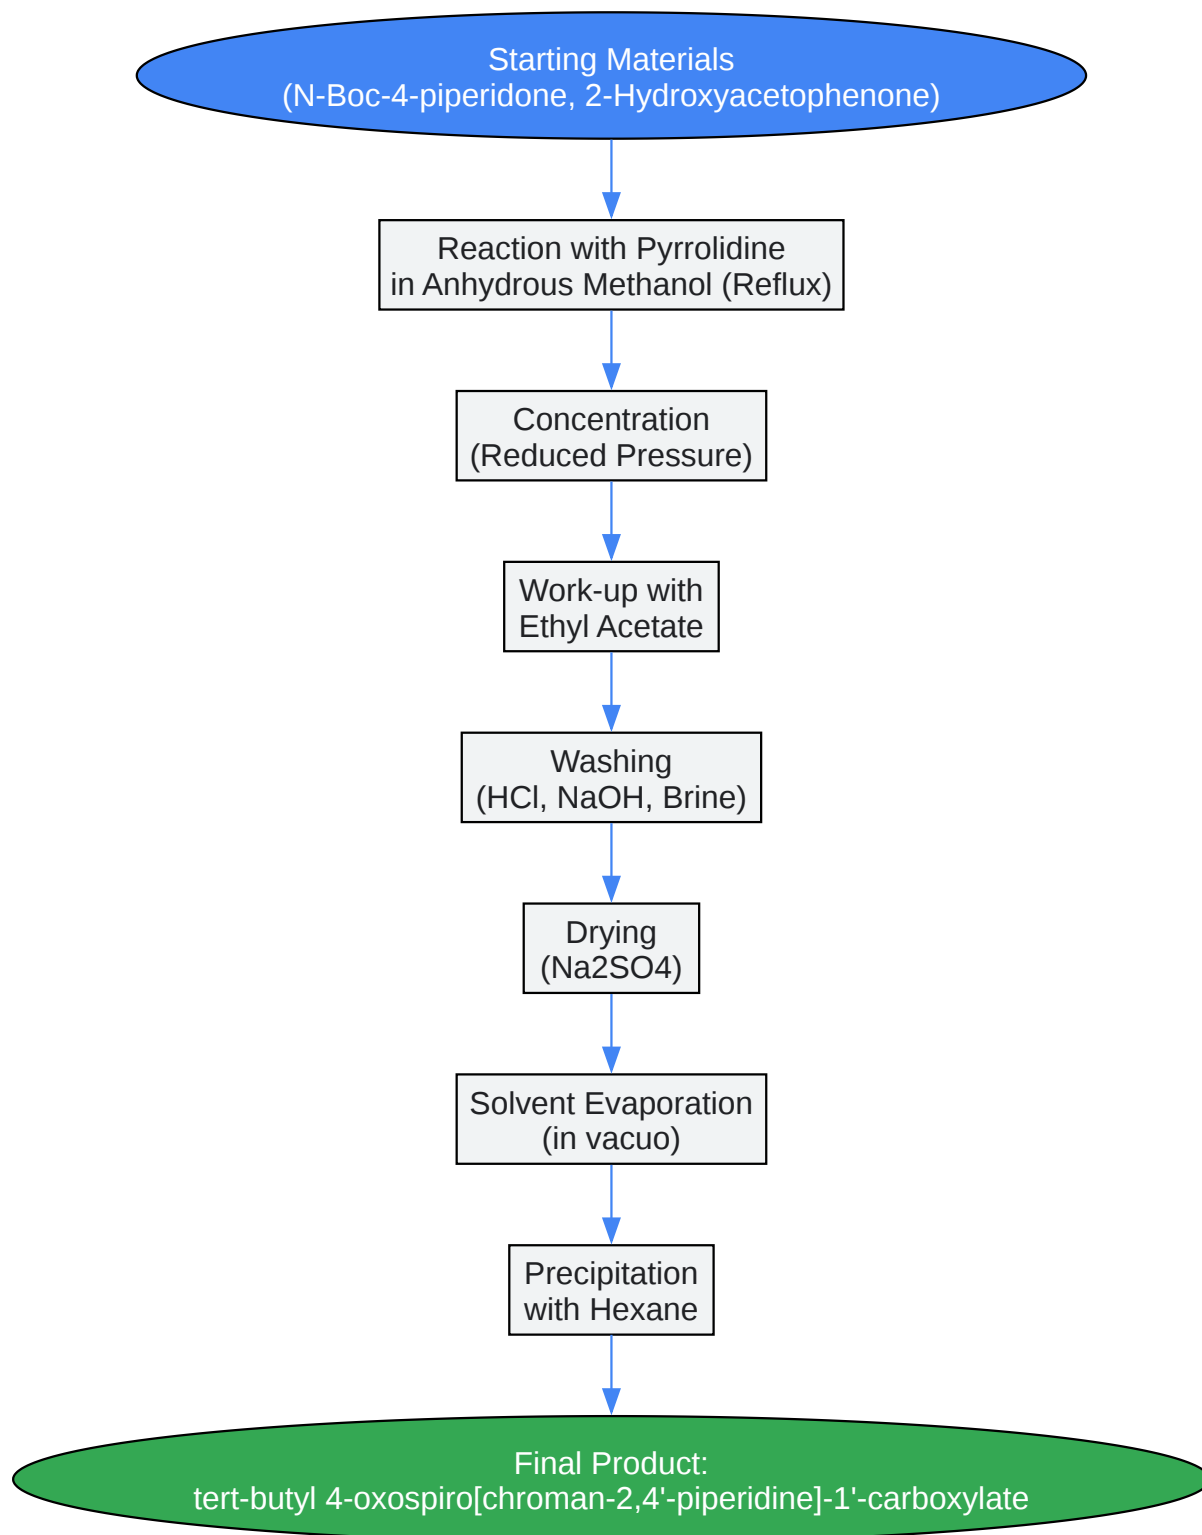 Starting Materials
(N-Boc-4-piperidone, 2-Hydroxyacetophenone)
Reaction with Pyrrolidine
in Anhydrous Methanol (Reflux)
Concentration
(Reduced Pressure)
Work-up with
Ethyl Acetate
Washing
(HCl, NaOH, Brine)
Drying
(Na2SO4)
Solvent Evaporation
(in vacuo)
Precipitation
with Hexane
Final Product:
tert-butyl 4-oxospiro[chroman-2,4'-piperidine]-1'-carboxylate